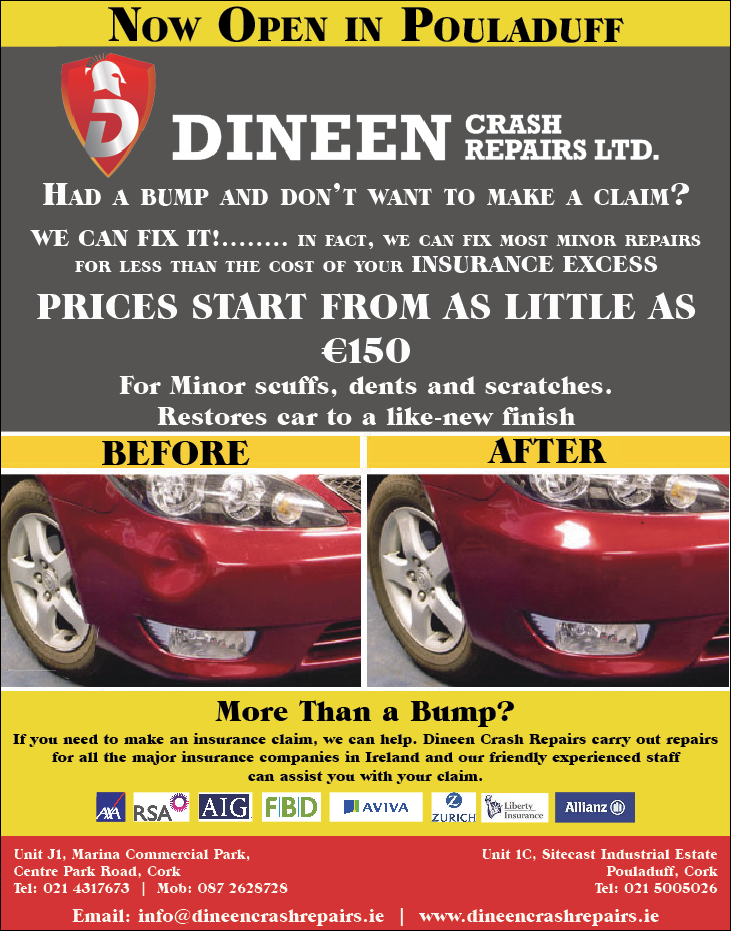 Now Open in Pouladuff
D
DINEEN CRASH REPAIRS LTD.
Had a bump and don't want to make a claim?
WE CAN FIX IT!........ in fact, we can fix most minor repairs
for less than the cost of your INSURANCE EXCESS
PRICES START FROM AS LITTLE AS
€150
For Minor scuffs, dents and scratches.
Restores car to a like-new finish
BEFORE
AFTER
More Than a Bump?
If you need to make an insurance claim, we can help. Dineen Crash Repairs carry out repairs
for all the major insurance companies in Ireland and our friendly experienced staff
can assist you with your claim.
AXA RSA AIG FBD AVIVA Z ZURICH Liberty Insurance Allianz
Unit J1, Marina Commercial Park,
Centre Park Road, Cork
Tel: 021 4317673 | Mob: 087 2628728
Unit 1C, Sitecast Industrial Estate
Pouladuff, Cork
Tel: 021 5005026
Email: info@dineencrashrepairs.ie | www.dineencrashrepairs.ie